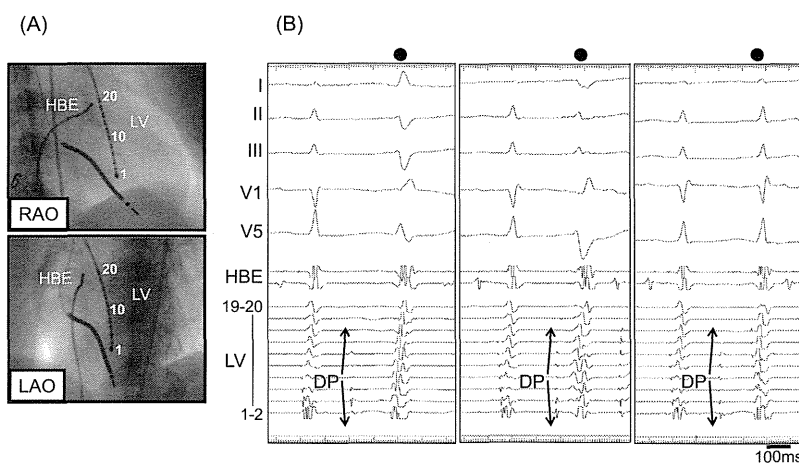 (A)
HBE
20
LV
10
1
RAO
HBE
20
LV
10
1
LAO
(B)
I
II
III
V1
V5
HBE
19-20
LV
1-2
DP
DP
DP
100ms